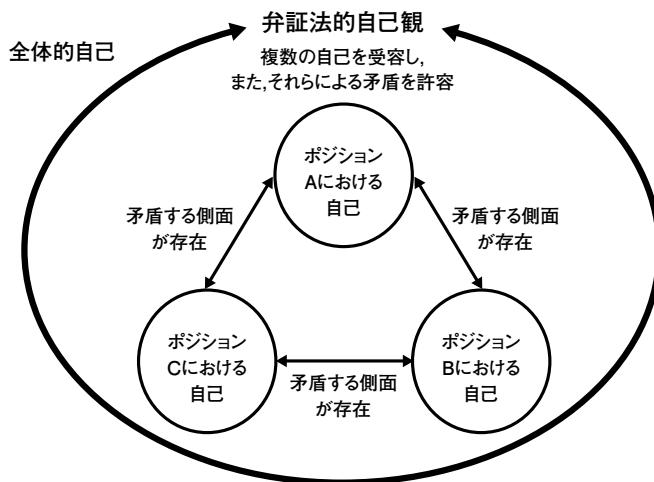 弁証法的自己観
全体的自己
複数の自己を受容し,
また,それらによる矛盾を許容
ポジション
Aにおける
自己
矛盾する側面
が存在
矛盾する側面
が存在
ポジション
Cにおける
自己
矛盾する側面
が存在
ポジション
Bにおける
自己